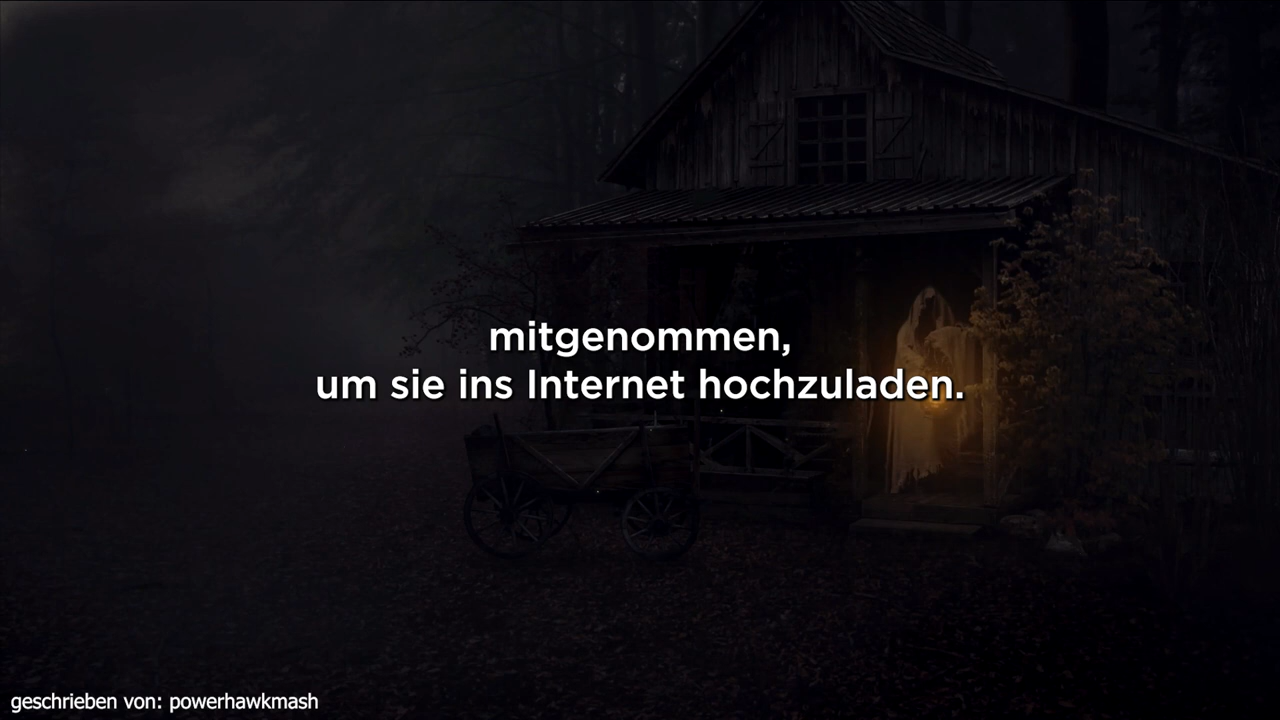 mitgenommen,
um sie ins Internet hochzuladen.
geschrieben von: powerhawkmash